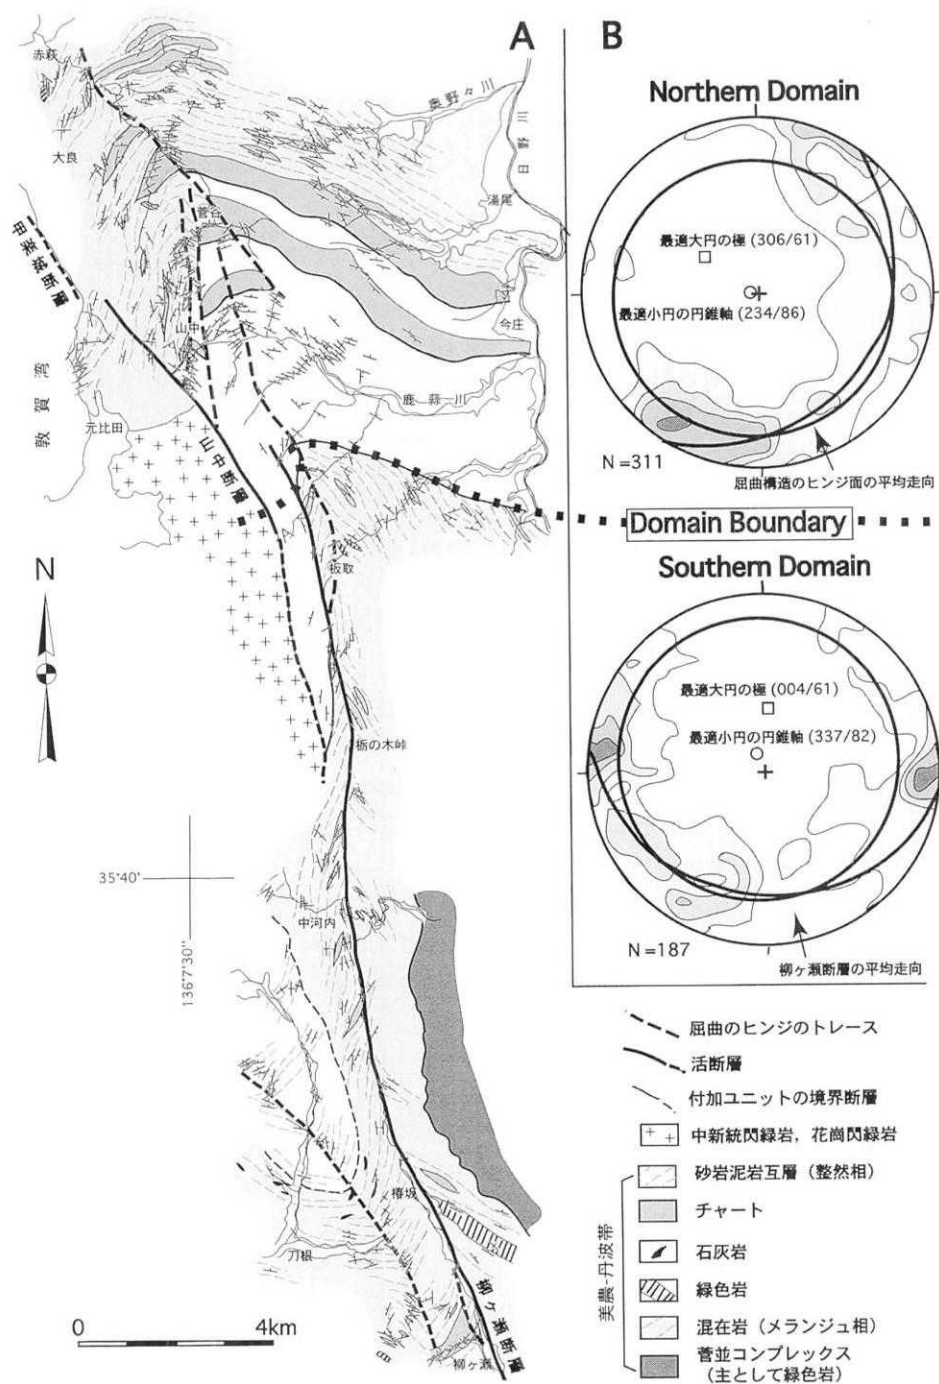 A
赤萩
奥野々川
日野川
大良
湯尾
菅谷
甲楽城断層
山中
今庄
敦賀湾
鹿蒜川
元比田
山中断層
板取
N
栃の木峠
35°40'
中河内
136°7'30"
椿坂
刀根
0 4km
柳ヶ瀬
柳ヶ瀬断層
B
Northern Domain
最適大円の極 (306/61)
最適小円の円錐軸 (234/86)
N=311
屈曲構造のヒンジ面の平均走向
Domain Boundary
Southern Domain
最適大円の極 (004/61)
最適小円の円錐軸 (337/82)
N=187
柳ヶ瀬断層の平均走向
屈曲のヒンジのトレース
活断層
付加ユニットの境界断層
中新統閃緑岩，花崗閃緑岩
美濃-丹波帯
砂岩泥岩互層（整然相）
チャート
石灰岩
緑色岩
混在岩（メランジュ相）
菅並コンプレックス
（主として緑色岩）